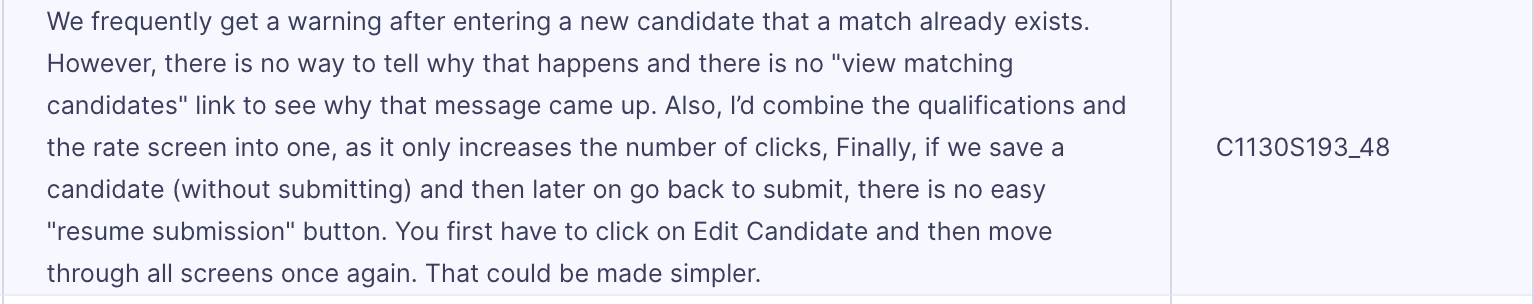 We frequently get a warning after entering a new candidate that a match already exists.
However, there is no way to tell why that happens and there is no "view matching
candidates" link to see why that message came up. Also, I’d combine the qualifications and
the rate screen into one, as it only increases the number of clicks, Finally, if we save a
candidate (without submitting) and then later on go back to submit, there is no easy
"resume submission" button. You first have to click on Edit Candidate and then move
through all screens once again. That could be made simpler.
C1130S193_48